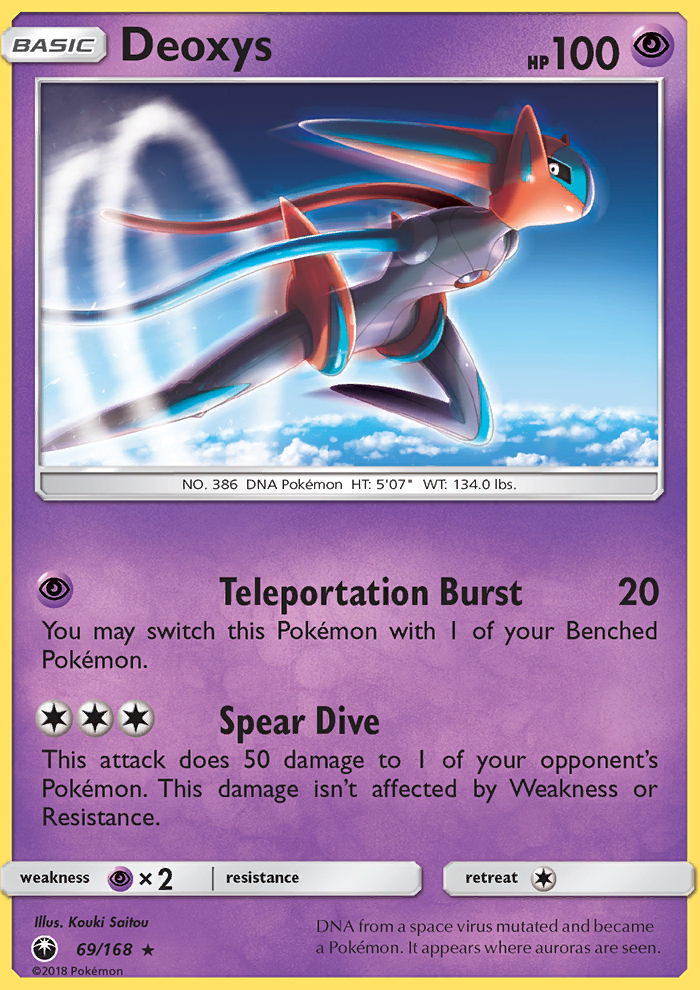 BASIC Deoxys HP 100
NO. 386 DNA Pokémon HT: 5'07" WT: 134.0 lbs.
Teleportation Burst 20
You may switch this Pokémon with 1 of your Benched
Pokémon.
Spear Dive
This attack does 50 damage to 1 of your opponent's
Pokémon. This damage isn't affected by Weakness or
Resistance.
weakness ×2 resistance retreat
Illus. Kouki Saitou
69/168 ★
©2018 Pokémon
DNA from a space virus mutated and became
a Pokémon. It appears where auroras are seen.